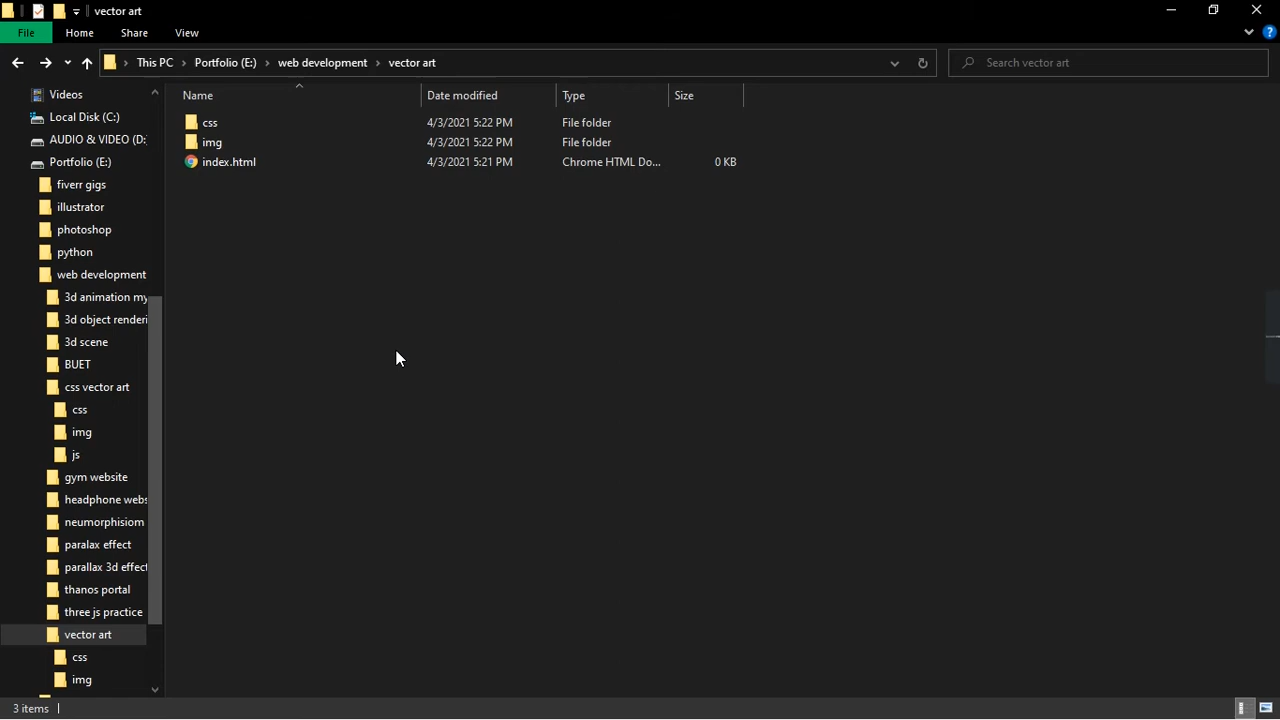 vector art
File Home Share View
This PC Portfolio (E:) web development vector art
Search vector art
Name Date modified Type Size
css 4/3/2021 5:22 PM File folder
img 4/3/2021 5:22 PM File folder
index.html 4/3/2021 5:21 PM Chrome HTML Do... 0 KB
Videos
Local Disk (C:)
AUDIO & VIDEO (D:
Portfolio (E:)
fiverr gigs
illustrator
photoshop
python
web development
3d animation my
3d object renderi
3d scene
BUET
css vector art
css
img
js
gym website
headphone webs
neumorphisiom
paralax effect
parallax 3d effect
thanos portal
three js practice
vector art
css
img
3 items